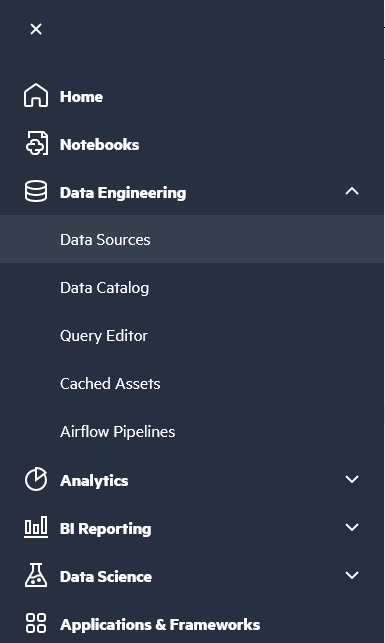 Home
Notebooks
Data Engineering
Data Sources
Data Catalog
Query Editor
Cached Assets
Airflow Pipelines
Analytics
BI Reporting
Data Science
Applications & Frameworks